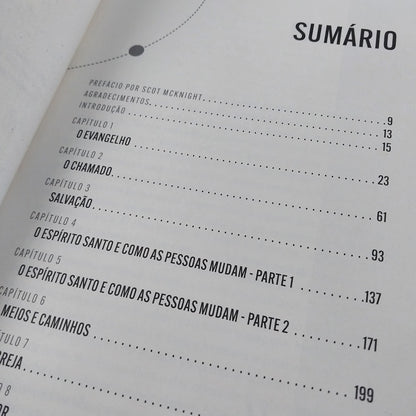 SUMÁRIO
PREFÁCIO POR SCOT MCKNIGHT 9
AGRADECIMENTOS 13
INTRODUÇÃO 15
CAPÍTULO 1
O EVANGELHO 23
CAPÍTULO 2
O CHAMADO 61
CAPÍTULO 3
SALVAÇÃO 93
CAPÍTULO 4
O ESPÍRITO SANTO E COMO AS PESSOAS MUDAM - PARTE 1 137
CAPÍTULO 5
O ESPÍRITO SANTO E COMO AS PESSOAS MUDAM - PARTE 2 171
CAPÍTULO 6
MEIOS E CAMINHOS 199
ÍTULO 7
REJA
O 8